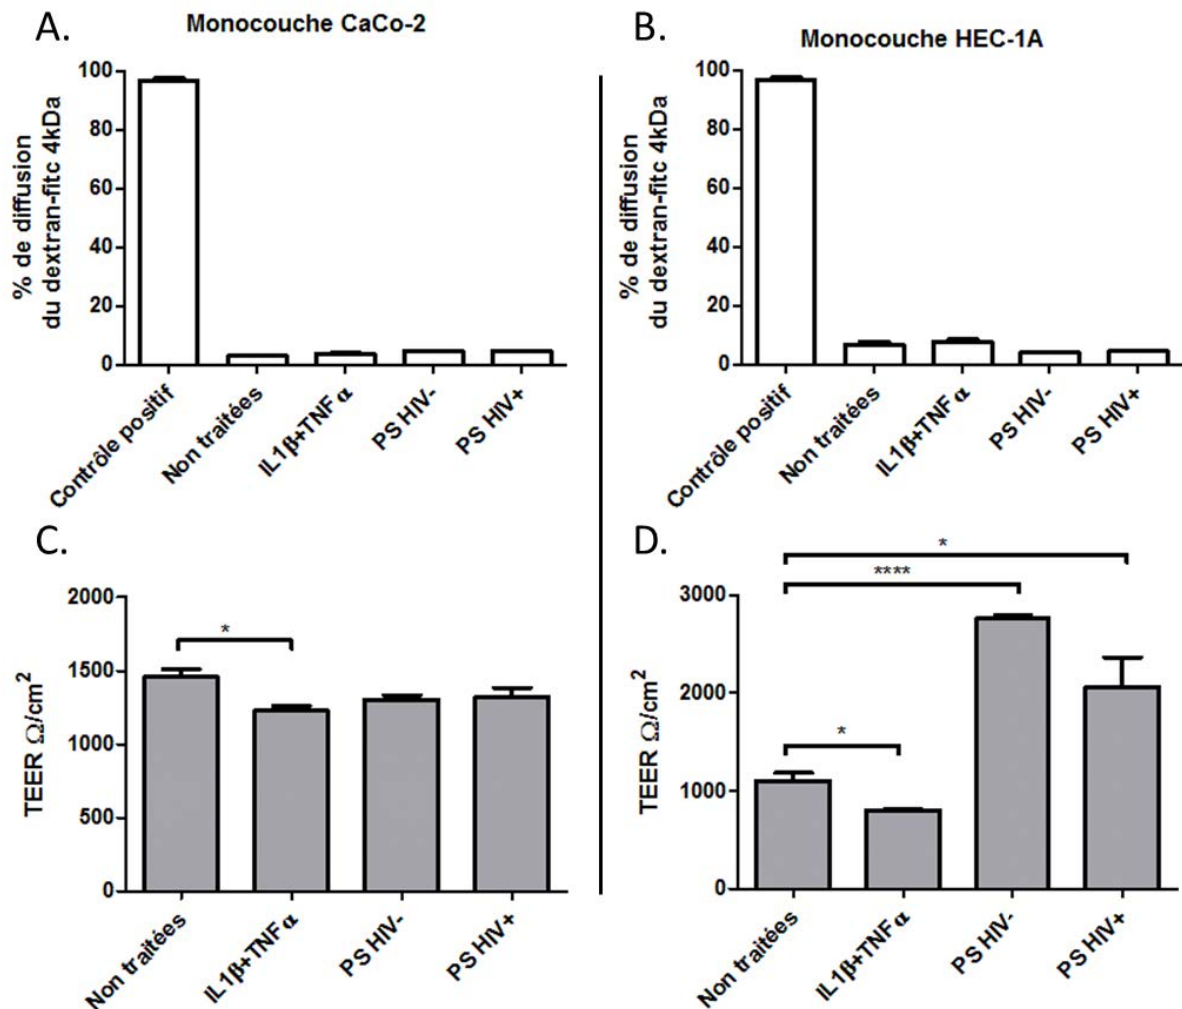 A.
Monocouche CaCo-2
% de diffusion
du dextran-fitc 4kDa
100
80
60
40
20
0
Contrôle positif
Non traitées
IL1β+TNFα
PS HIV-
PS HIV+
B.
Monocouche HEC-1A
% de diffusion
du dextran-fitc 4kDa
100
80
60
40
20
0
Contrôle positif
Non traitées
IL1β+TNFα
PS HIV-
PS HIV+
C.
TEER Ω/cm²
2000
1500
1000
500
0
*
Non traitées
IL1β+TNFα
PS HIV-
PS HIV+
D.
TEER Ω/cm²
3000
2000
1000
0
*
****
*
Non traitées
IL1β+TNFα
PS HIV-
PS HIV+